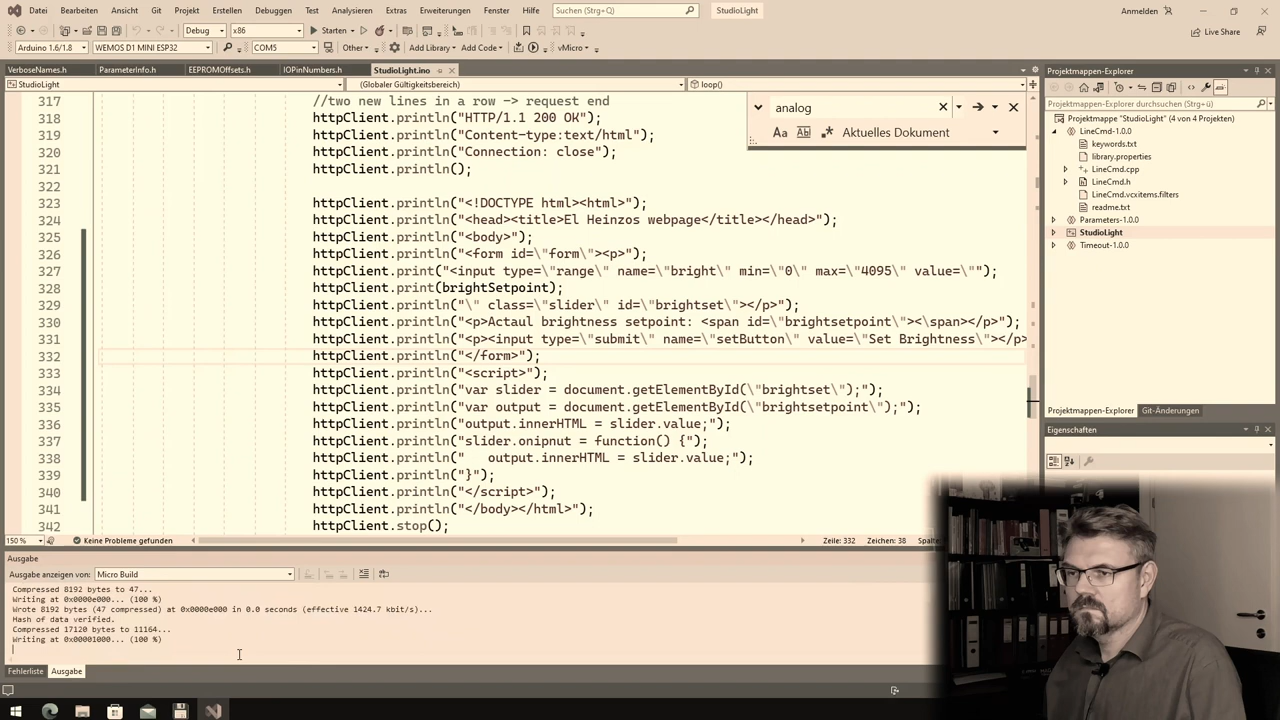 Datei Bearbeiten Ansicht Git Projekt Erstellen Debuggen Test Analysieren Extras Erweiterungen Fenster Hilfe Suchen (Strg+Q) StudioLight Anmelden
Debug x86 Starten Live Share
Arduino 1.6/1.8 WEMOS D1 MINI ESP32 COM5 Other Add Library Add Code vMicro
VerboseNames.h ParameterInfo.h EEPROMOffsets.h IOPinNumbers.h StudioLight.ino
StudioLight (Globaler Gültigkeitsbereich) loop()
analog
Aktuelles Dokument
317 //two new lines in a row -> request end
318 httpClient.println("HTTP/1.1 200 OK");
319 httpClient.println("Content-type:text/html");
320 httpClient.println("Connection: close");
321 httpClient.println();
322
323 httpClient.println("<!DOCTYPE html><html>");
324 httpClient.println("<head><title>El Heinzos webpage</title></head>");
325 httpClient.println("<body>");
326 httpClient.println("<form id=\"form\"><p>");
327 httpClient.print("<input type=\"range\" name=\"bright\" min=\"0\" max=\"4095\" value=\"");
328 httpClient.print(brightSetpoint);
329 httpClient.println("\" class=\"slider\" id=\"brightset\"></p>");
330 httpClient.println("<p>Actaul brightness setpoint: <span id=\"brightsetpoint\"><\span></p>");
331 httpClient.println("<p><input type=\"submit\" name=\"setButton\" value=\"Set Brightness\"></p>
332 httpClient.println("</form>");
333 httpClient.println("<script>");
334 httpClient.println("var slider = document.getElementById(\"brightset\");");
335 httpClient.println("var output = document.getElementById(\"brightsetpoint\");");
336 httpClient.println("output.innerHTML = slider.value;");
337 httpClient.println("slider.onipnut = function() {");
338 httpClient.println("   output.innerHTML = slider.value;");
339 httpClient.println("}");
340 httpClient.println("</script>");
341 httpClient.println("</body></html>");
342 httpClient.stop();
150 % Keine Probleme gefunden Zeile: 332 Zeichen: 38 Spalte:
Projektmappen-Explorer
Projektmappen-Explorer durchsuchen (Strg+ü)
Projektmappe "StudioLight" (4 of 4 Projekten)
LineCmd-1.0.0
keywords.txt
library.properties
LineCmd.cpp
LineCmd.h
LineCmd.vcxitems.filters
readme.txt
Parameters-1.0.0
StudioLight
Timeout-1.0.0
Projektmappen-Explorer Git-Änderungen
Eigenschaften
Ausgabe
Ausgabe anzeigen von: Micro Build
Compressed 8192 bytes to 47...
Writing at 0x0000e000... (100 %)
Wrote 8192 bytes (47 compressed) at 0x0000e000 in 0.0 seconds (effective 1424.7 kbit/s)...
Hash of data verified.
Compressed 17120 bytes to 11164...
Writing at 0x00001000... (100 %)
Fehlerliste Ausgabe